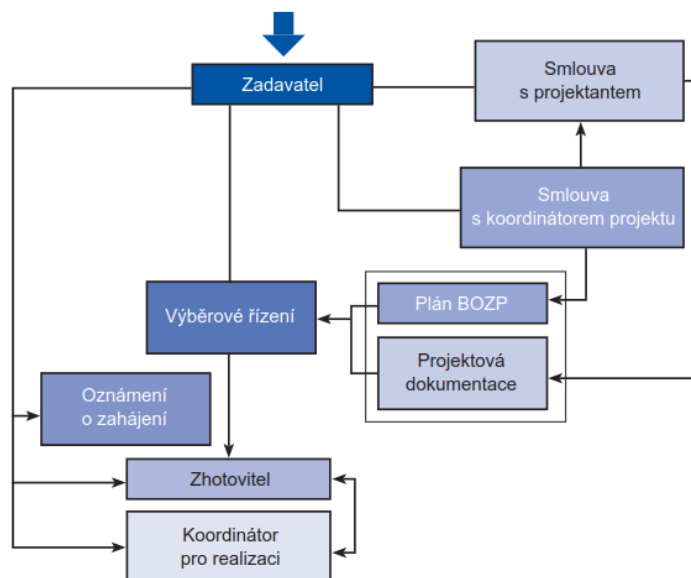 Zadavatel
Smlouva
s projektantem
Smlouva
s koordinátorem projektu
Výběrové řízení
Plán BOZP
Projektová
dokumentace
Oznámení
o zahájení
Zhotovitel
Koordinátor
pro realizaci